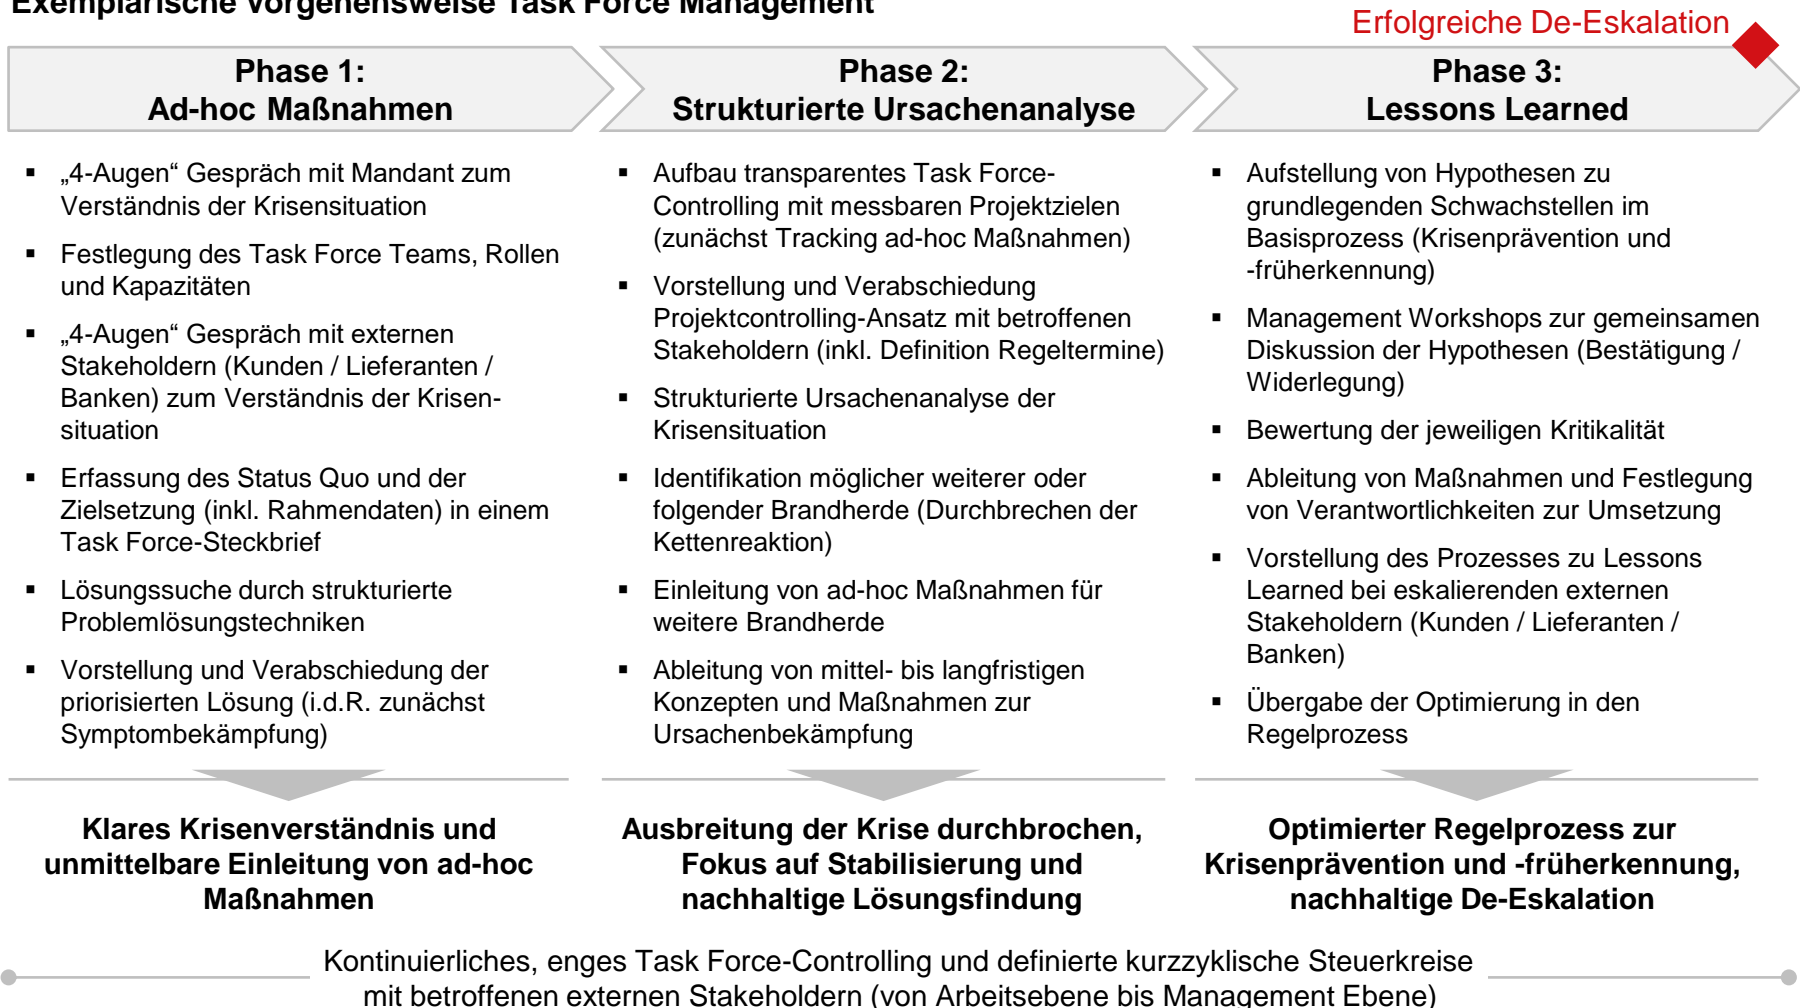 Exemplarische Vorgehensweise Task Force Management
Erfolgreiche De-Eskalation
Phase 1:
Ad-hoc Maßnahmen
„4-Augen“ Gespräch mit Mandant zum
Verständnis der Krisensituation
Festlegung des Task Force Teams, Rollen
und Kapazitäten
„4-Augen“ Gespräch mit externen
Stakeholdern (Kunden / Lieferanten /
Banken) zum Verständnis der Krisen-
situation
Erfassung des Status Quo und der
Zielsetzung (inkl. Rahmendaten) in einem
Task Force-Steckbrief
Lösungssuche durch strukturierte
Problemlösungstechniken
Vorstellung und Verabschiedung der
priorisierten Lösung (i.d.R. zunächst
Symptombekämpfung)
Klares Krisenverständnis und
unmittelbare Einleitung von ad-hoc
Maßnahmen
Phase 2:
Strukturierte Ursachenanalyse
Aufbau transparentes Task Force-
Controlling mit messbaren Projektzielen
(zunächst Tracking ad-hoc Maßnahmen)
Vorstellung und Verabschiedung
Projektcontrolling-Ansatz mit betroffenen
Stakeholdern (inkl. Definition Regeltermine)
Strukturierte Ursachenanalyse der
Krisensituation
Identifikation möglicher weiterer oder
folgender Brandherde (Durchbrechen der
Kettenreaktion)
Einleitung von ad-hoc Maßnahmen für
weitere Brandherde
Ableitung von mittel- bis langfristigen
Konzepten und Maßnahmen zur
Ursachenbekämpfung
Ausbreitung der Krise durchbrochen,
Fokus auf Stabilisierung und
nachhaltige Lösungsfindung
Phase 3:
Lessons Learned
Aufstellung von Hypothesen zu
grundlegenden Schwachstellen im
Basisprozess (Krisenprävention und
-früherkennung)
Management Workshops zur gemeinsamen
Diskussion der Hypothesen (Bestätigung /
Widerlegung)
Bewertung der jeweiligen Kritikalität
Ableitung von Maßnahmen und Festlegung
von Verantwortlichkeiten zur Umsetzung
Vorstellung des Prozesses zu Lessons
Learned bei eskalierenden externen
Stakeholdern (Kunden / Lieferanten /
Banken)
Übergabe der Optimierung in den
Regelprozess
Optimierter Regelprozess zur
Krisenprävention und -früherkennung,
nachhaltige De-Eskalation
Kontinuierliches, enges Task Force-Controlling und definierte kurzzyklische Steuerkreise
mit betroffenen externen Stakeholdern (von Arbeitsebene bis Management Ebene)